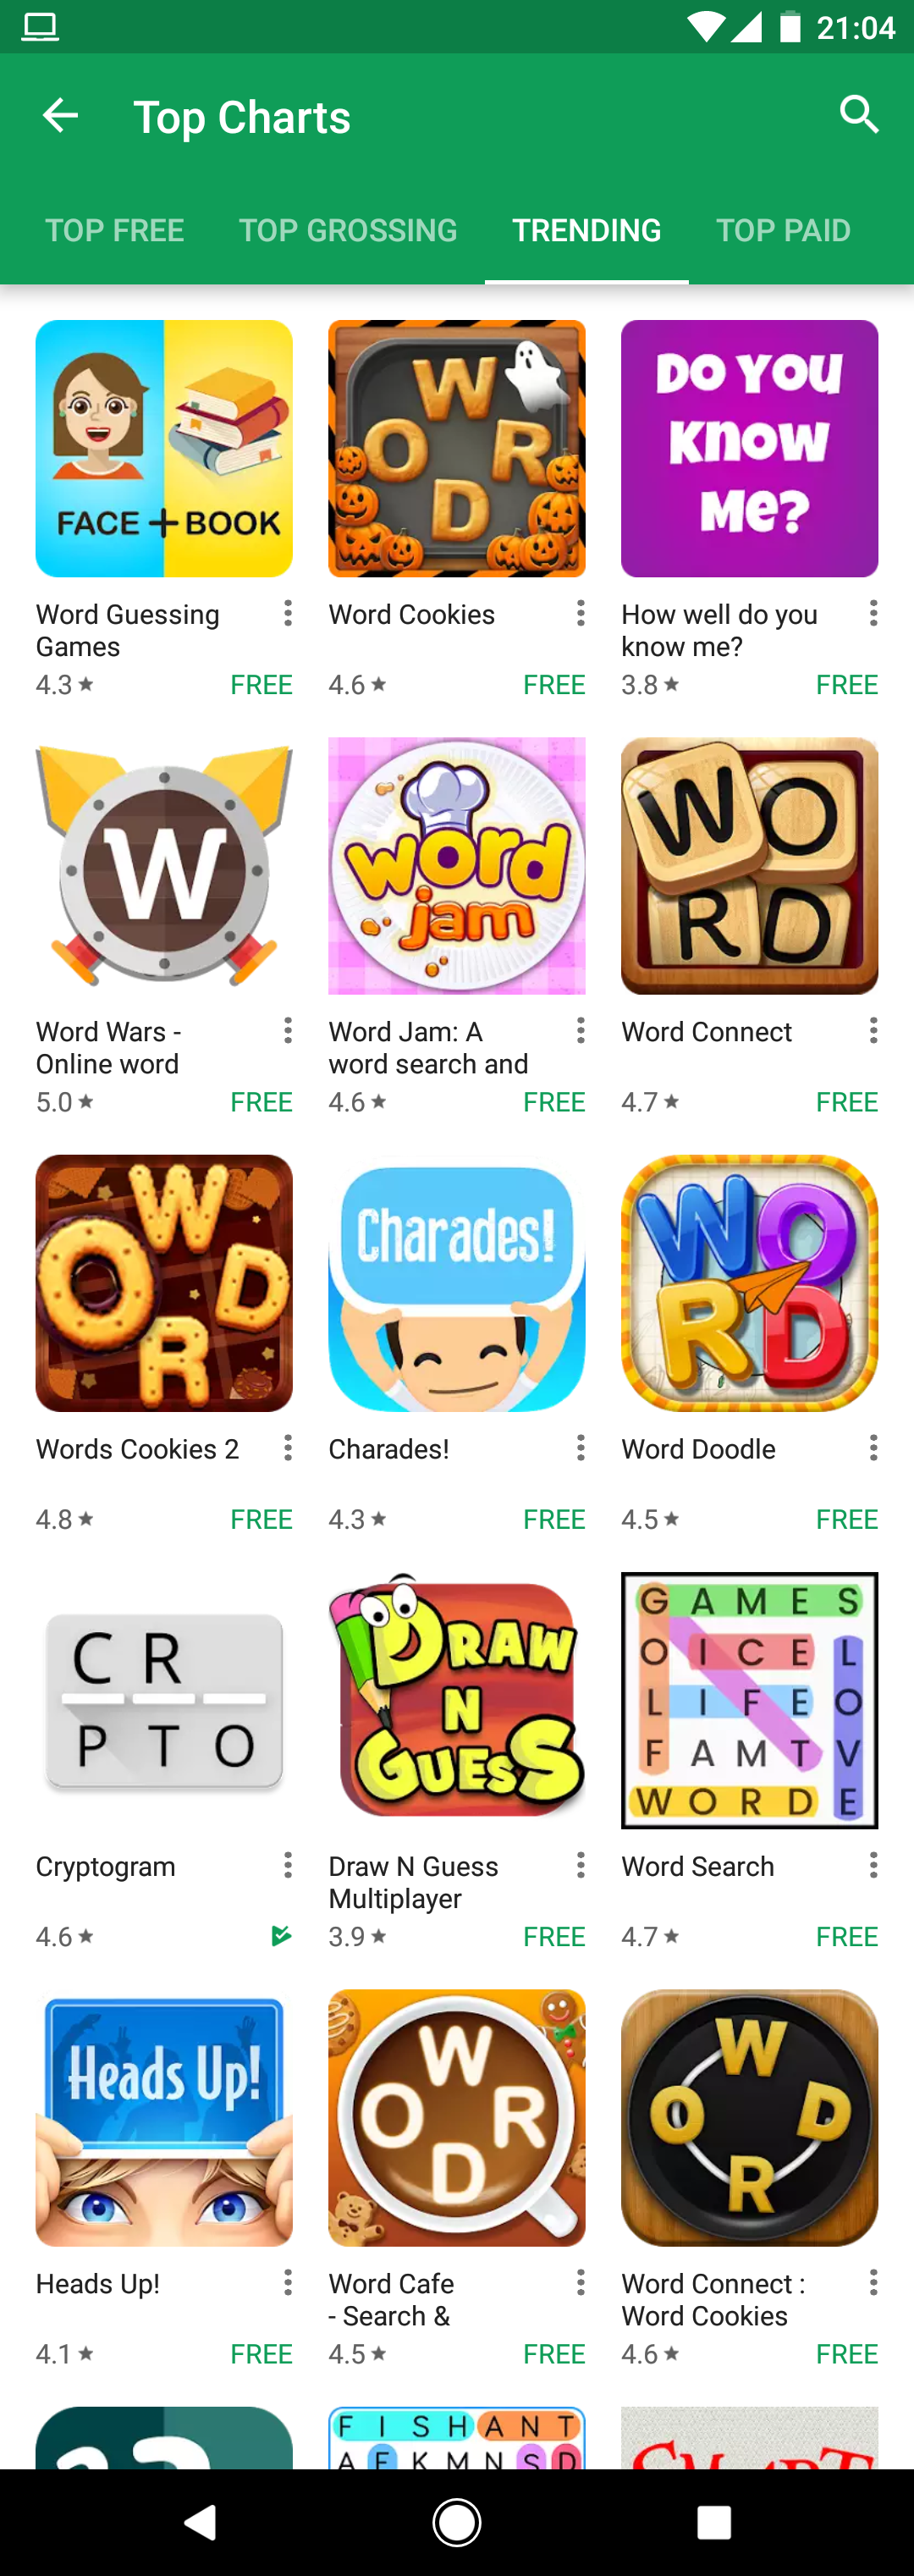 21:04
Top Charts
TOP FREE TOP GROSSING TRENDING TOP PAID
FACE + BOOK
W
O R
D
DO YOU
KNOW
Me?
Word Guessing
Games
4.3 FREE
Word Cookies
4.6 FREE
How well do you
know me?
3.8 FREE
W
word
jam
W O
R D
Word Wars -
Online word
5.0 FREE
Word Jam: A
word search and
4.6 FREE
Word Connect
4.7 FREE
W
O D
R
Charades!
W O
R D
Words Cookies 2
4.8 FREE
Charades!
4.3 FREE
Word Doodle
4.5 FREE
C R
P T O
DRAW
N
GUESS
G A M E S
O I C E L
L I F E O
F A M T V
W O R D E
Cryptogram
4.6
Draw N Guess
Multiplayer
3.9 FREE
Word Search
4.7 FREE
Heads Up!
W
O R
D
W
O D
R
Heads Up!
4.1 FREE
Word Cafe
- Search &
4.5 FREE
Word Connect :
Word Cookies
4.6 FREE
F I S H A N T
A F K M N S D